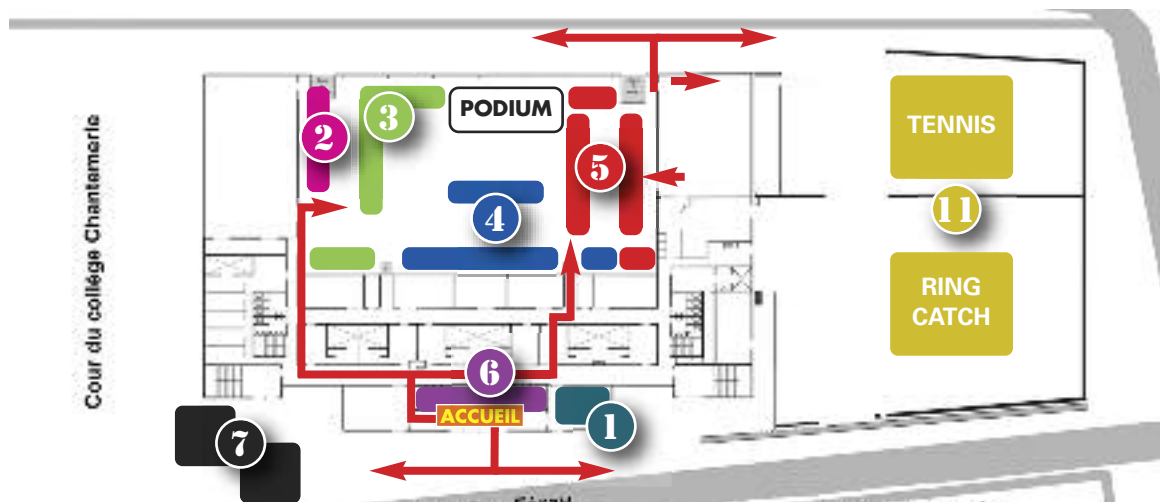 Cour du collège Chantemerle
2
3
PODIUM
5
4
TENNIS
11
RING
CATCH
6
ACCUEIL
1
7